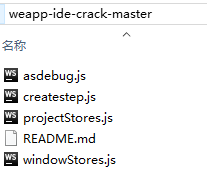 weapp-ide-crack-master
名称
asdebug.js
createstep.js
projectStores.js
README.md
windowStores.js